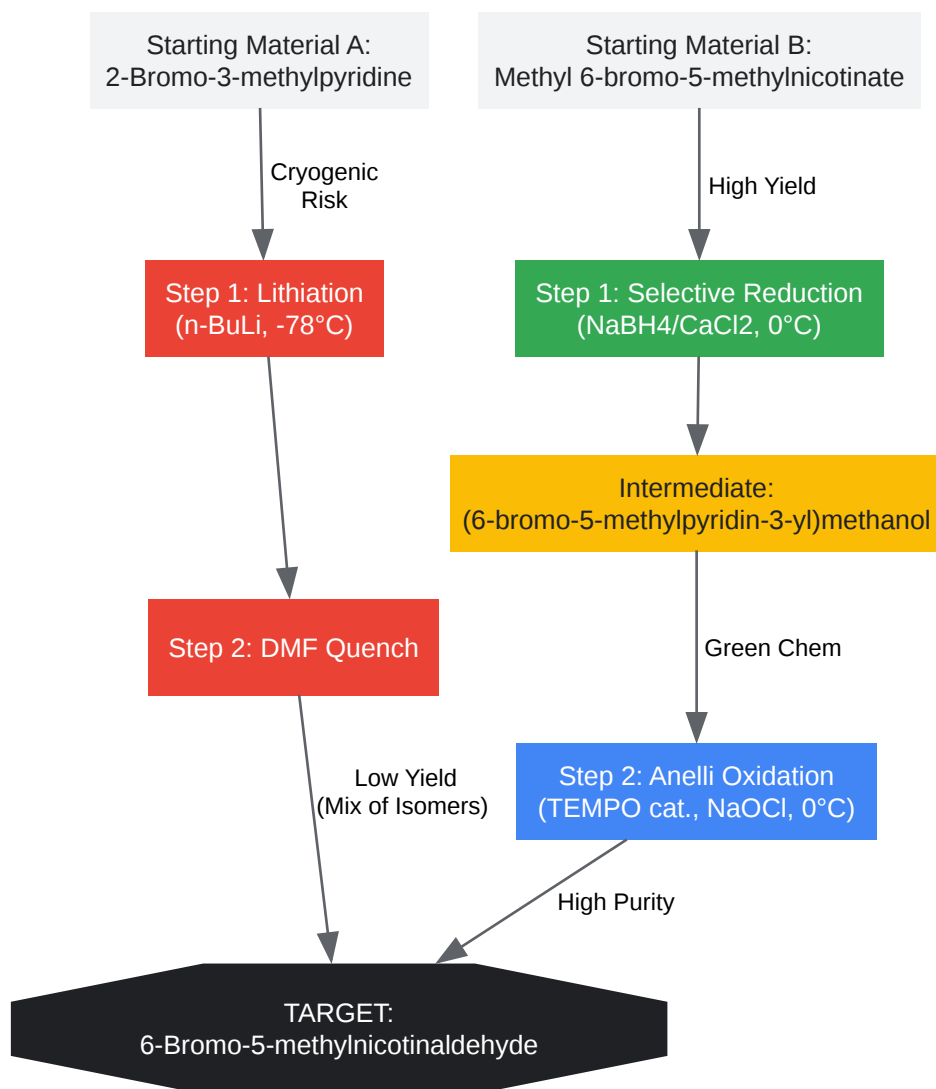 Starting Material A:
2-Bromo-3-methylpyridine
Starting Material B:
Methyl 6-bromo-5-methylnicotinate
Cryogenic
Risk
High Yield
Step 1: Lithiation
(n-BuLi, -78°C)
Step 1: Selective Reduction
(NaBH4/CaCl2, 0°C)
Intermediate:
(6-bromo-5-methylpyridin-3-yl)methanol
Step 2: DMF Quench
Green Chem
Low Yield
(Mix of Isomers)
Step 2: Anelli Oxidation
(TEMPO cat., NaOCl, 0°C)
High Purity
TARGET:
6-Bromo-5-methylnicotinaldehyde